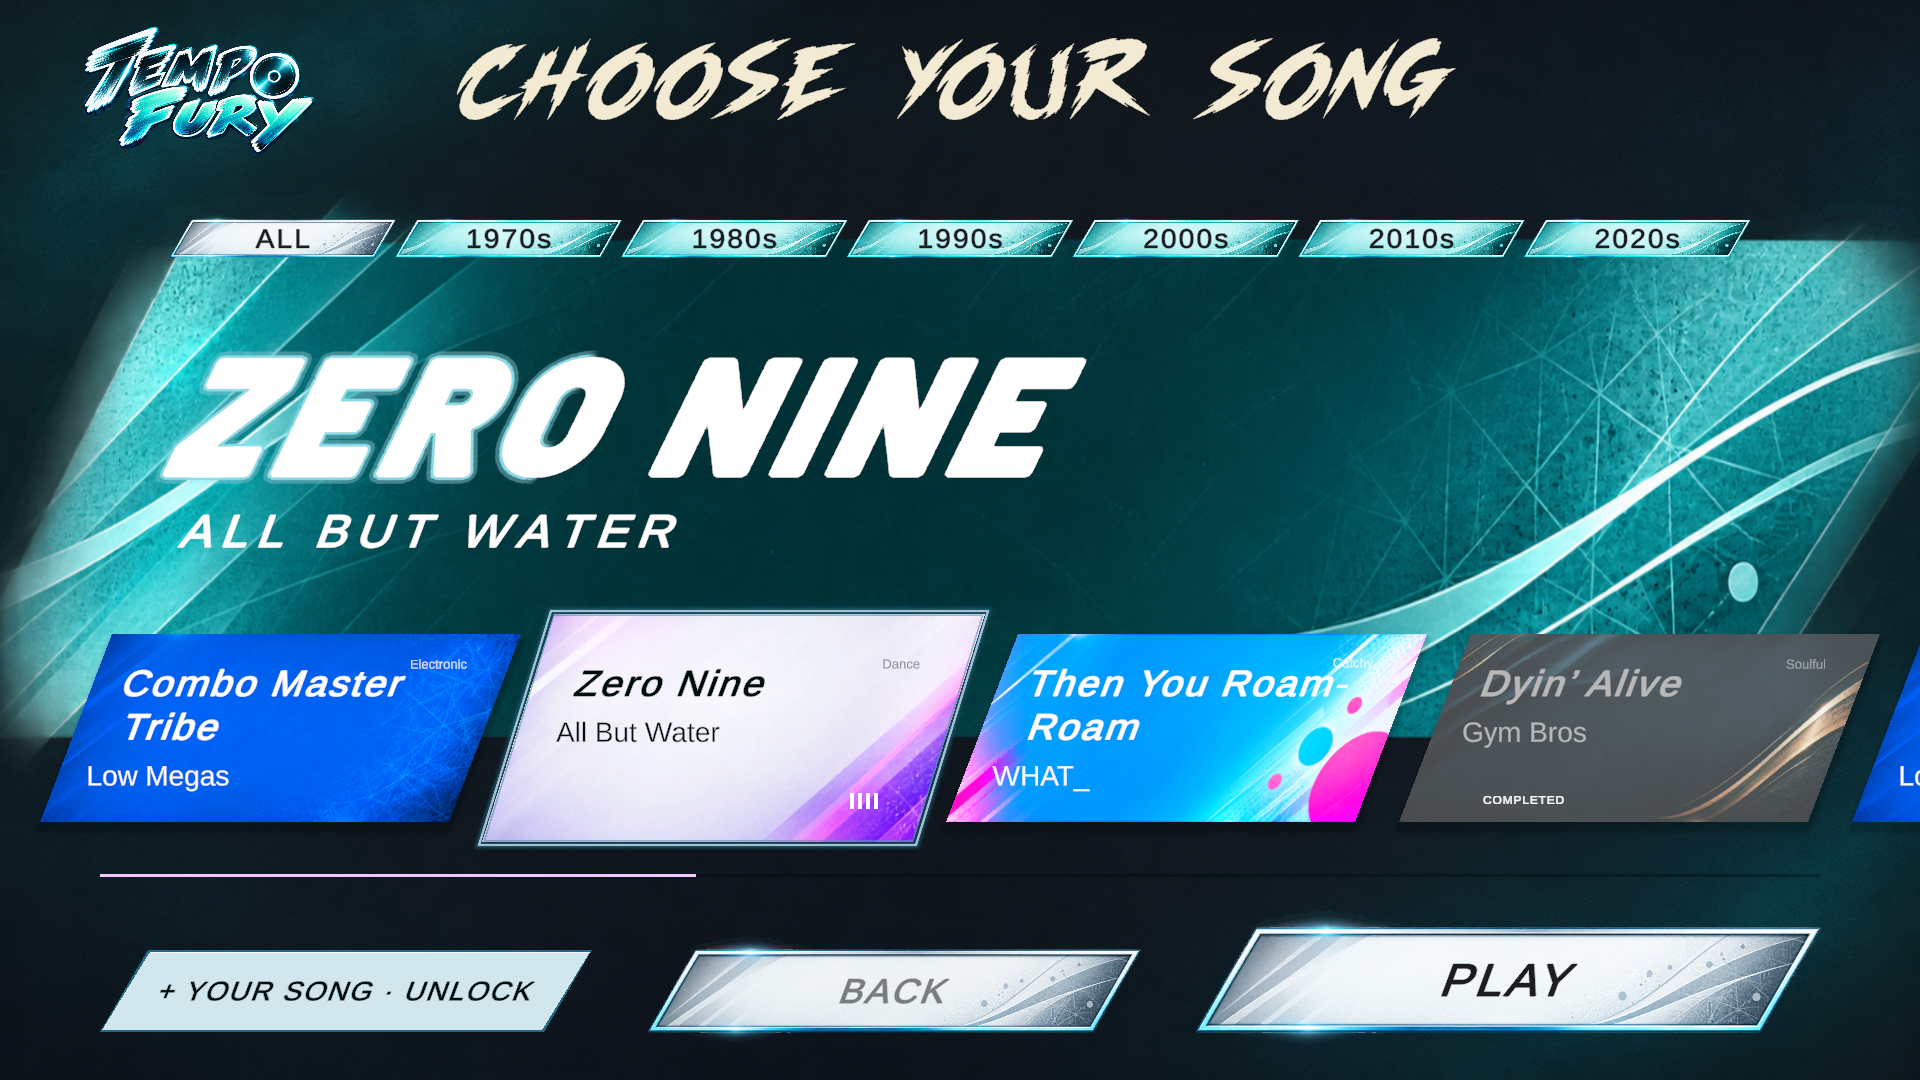 TEMPO
FURY
CHOOSE YOUR SONG
ALL
1970s
1980s
1990s
2000s
2010s
2020s
ZERO NINE
ALL BUT WATER
Electronic
Combo Master
Tribe
Low Megas
Dance
Zero Nine
All But Water
Catchy
Then You Roam-
Roam
WHAT_
Soulful
Dyin’ Alive
Gym Bros
COMPLETED
Lo
+ YOUR SONG · UNLOCK
BACK
PLAY